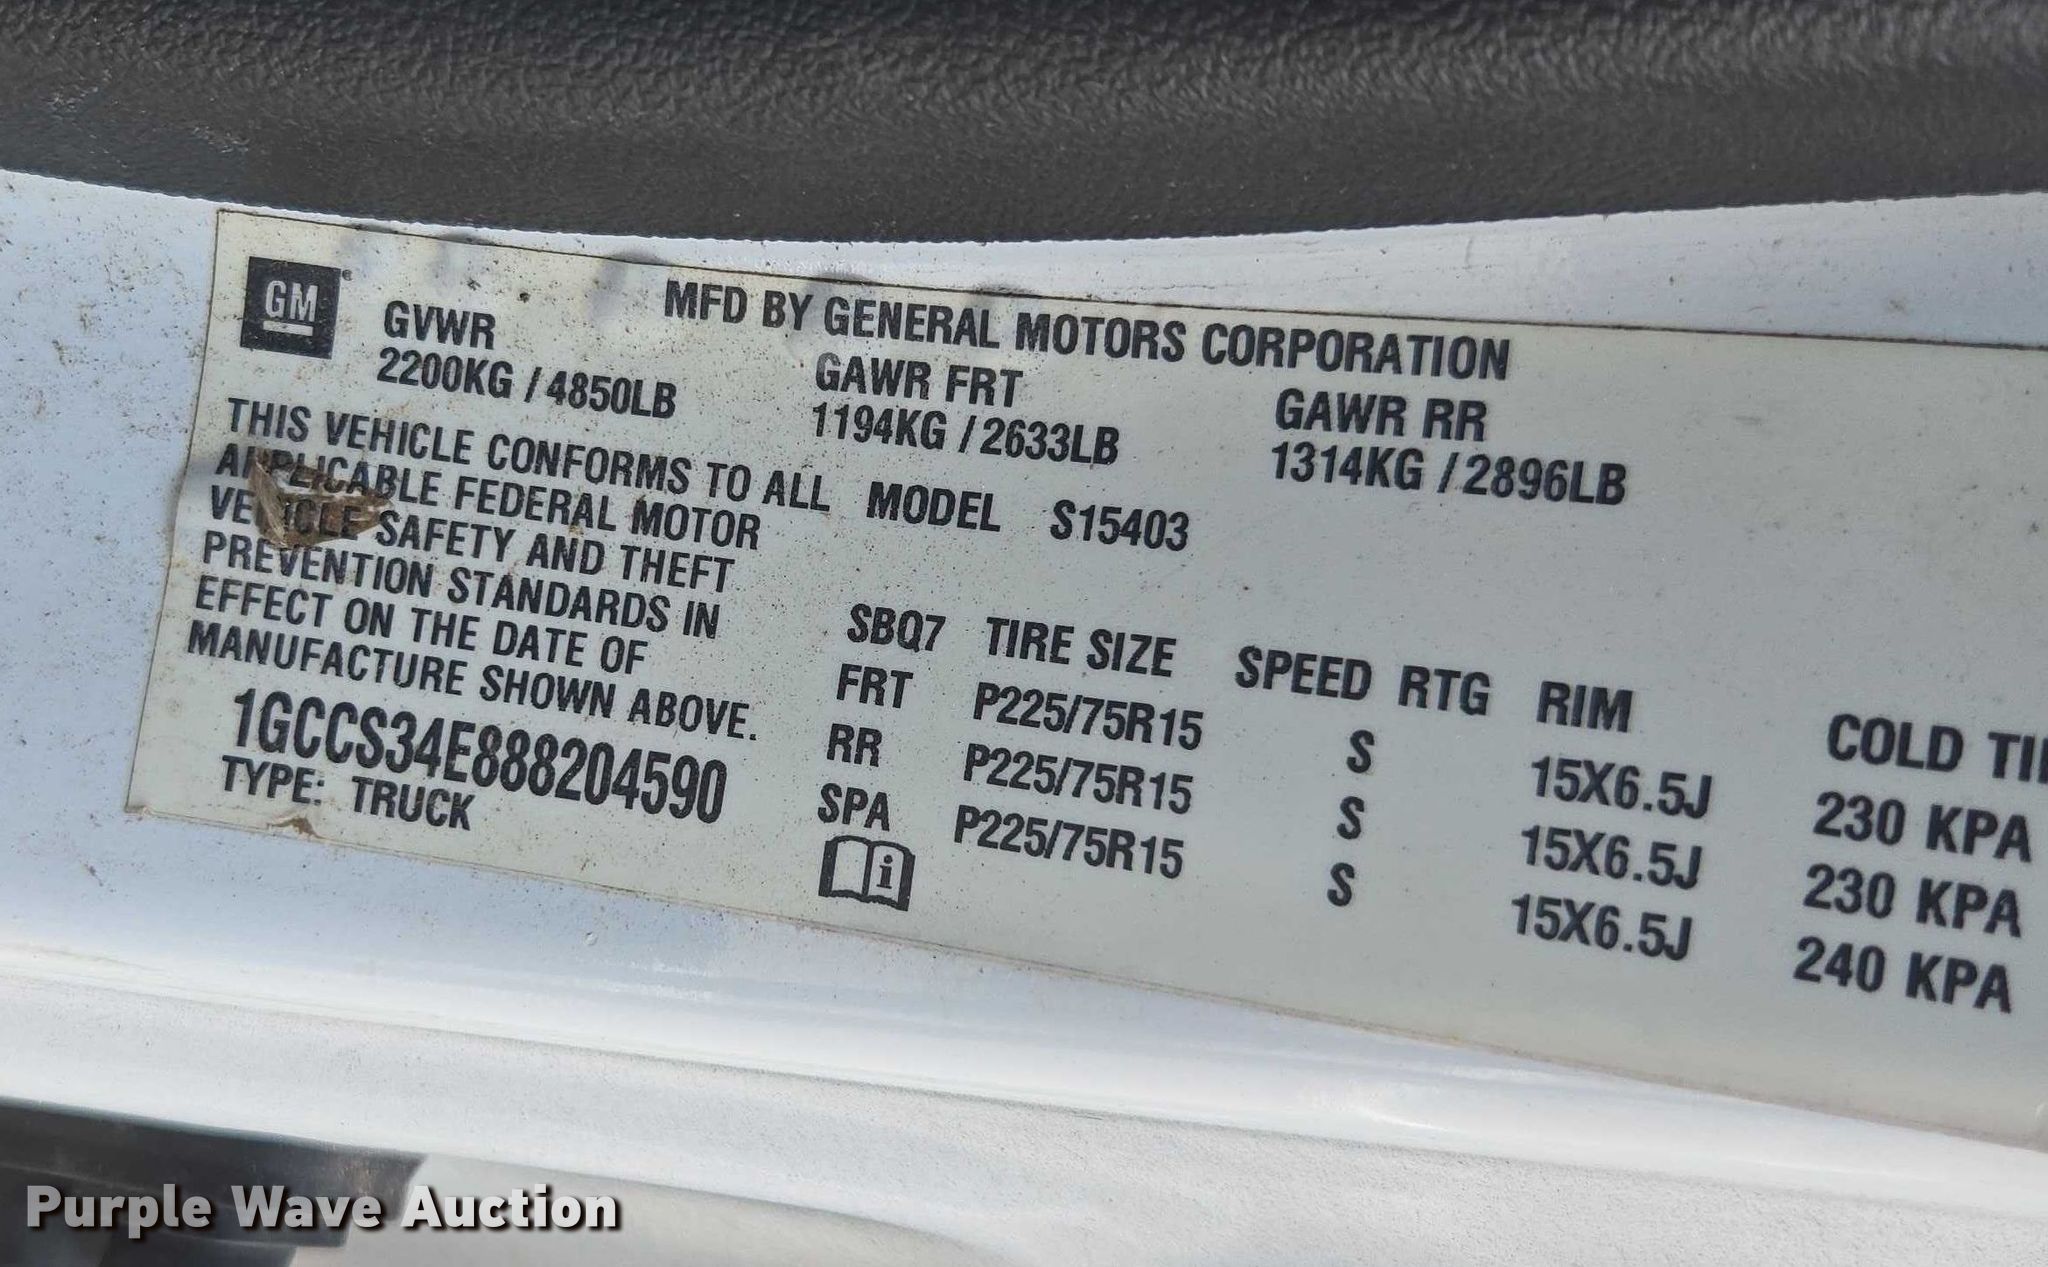 GM
MFD BY GENERAL MOTORS CORPORATION
GVWR GAWR FRT GAWR RR
2200KG / 4850LB 1194KG / 2633LB 1314KG / 2896LB
THIS VEHICLE CONFORMS TO ALL MODEL S15403
APPLICABLE FEDERAL MOTOR
VEHICLE SAFETY AND THEFT
PREVENTION STANDARDS IN
EFFECT ON THE DATE OF
MANUFACTURE SHOWN ABOVE.
1GCCS34E888204590
TYPE: TRUCK
SBQ7 TIRE SIZE SPEED RTG RIM COLD
FRT P225/75R15 S 15X6.5J 230 KPA
RR P225/75R15 S 15X6.5J 230 KPA
SPA P225/75R15 S 15X6.5J 240 KPA
Purple Wave Auction